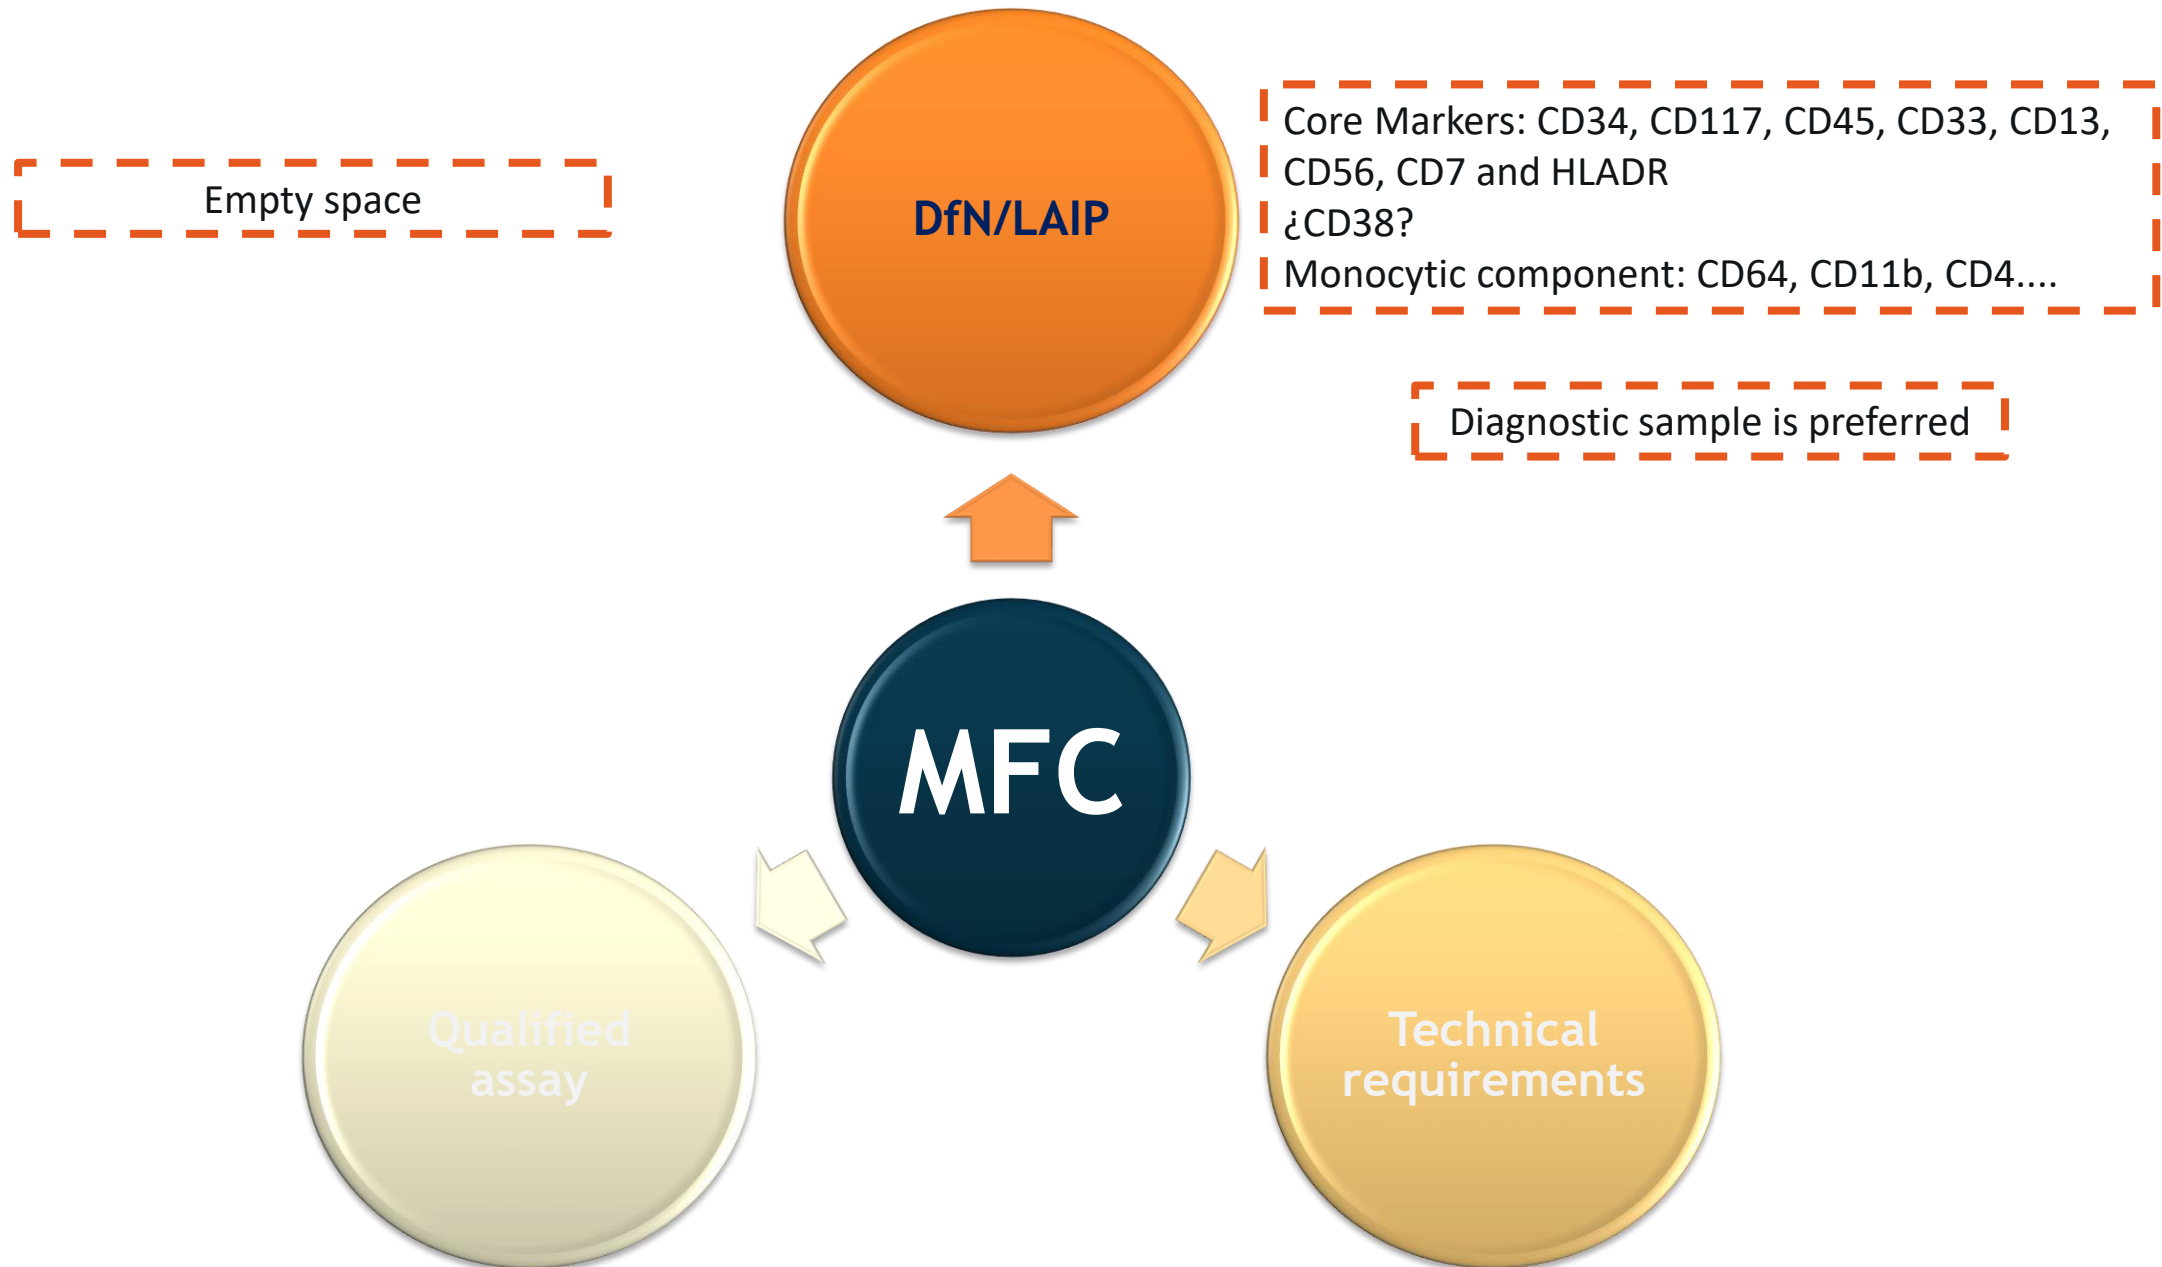 Empty space
DfN/LAIP
Core Markers: CD34, CD117, CD45, CD33, CD13,
CD56, CD7 and HLADR
¿CD38?
Monocytic component: CD64, CD11b, CD4....
Diagnostic sample is preferred
MFC
Qualified
assay
Technical
requirements